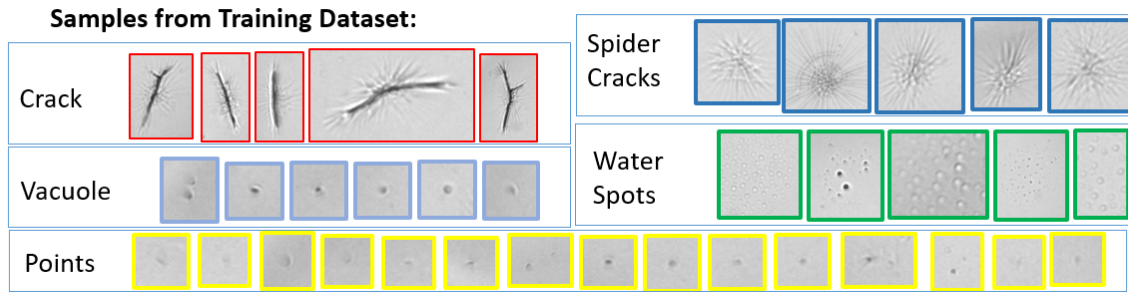 Samples from Training Dataset:
Crack
Spider
Cracks
Vacuole
Water
Spots
Points